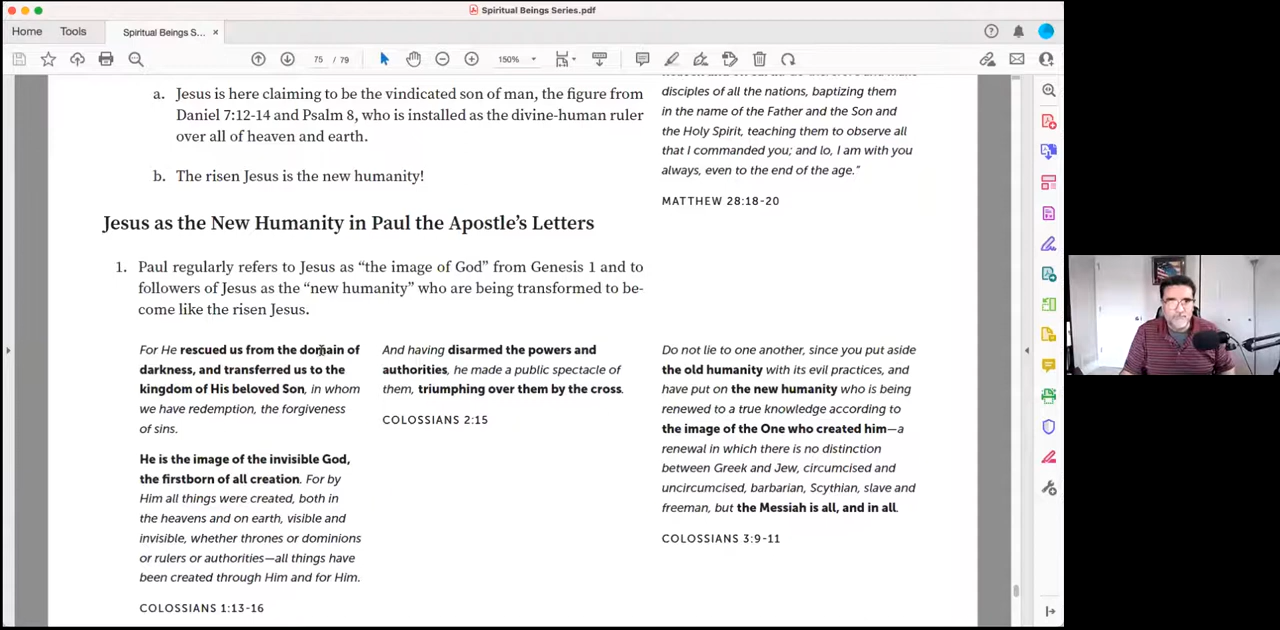 Spiritual Beings Series.pdf
Home
Tools
Spiritual Beings S...
75 / 79
150%
a. Jesus is here claiming to be the vindicated son of man, the figure from
Daniel 7:12-14 and Psalm 8, who is installed as the divine-human ruler
over all of heaven and earth.
b. The risen Jesus is the new humanity!
disciples of all the nations, baptizing them
in the name of the Father and the Son and
the Holy Spirit, teaching them to observe all
that I commanded you; and lo, I am with you
always, even to the end of the age.”
MATTHEW 28:18-20
Jesus as the New Humanity in Paul the Apostle’s Letters
1. Paul regularly refers to Jesus as “the image of God” from Genesis 1 and to
followers of Jesus as the “new humanity” who are being transformed to be-
come like the risen Jesus.
For He rescued us from the domain of
darkness, and transferred us to the
kingdom of His beloved Son, in whom
we have redemption, the forgiveness
of sins.
He is the image of the invisible God,
the firstborn of all creation. For by
Him all things were created, both in
the heavens and on earth, visible and
invisible, whether thrones or dominions
or rulers or authorities—all things have
been created through Him and for Him.
COLOSSIANS 1:13-16
And having disarmed the powers and
authorities, he made a public spectacle of
them, triumphing over them by the cross.
COLOSSIANS 2:15
Do not lie to one another, since you put aside
the old humanity with its evil practices, and
have put on the new humanity who is being
renewed to a true knowledge according to
the image of the One who created him—a
renewal in which there is no distinction
between Greek and Jew, circumcised and
uncircumcised, barbarian, Scythian, slave and
freeman, but the Messiah is all, and in all.
COLOSSIANS 3:9-11